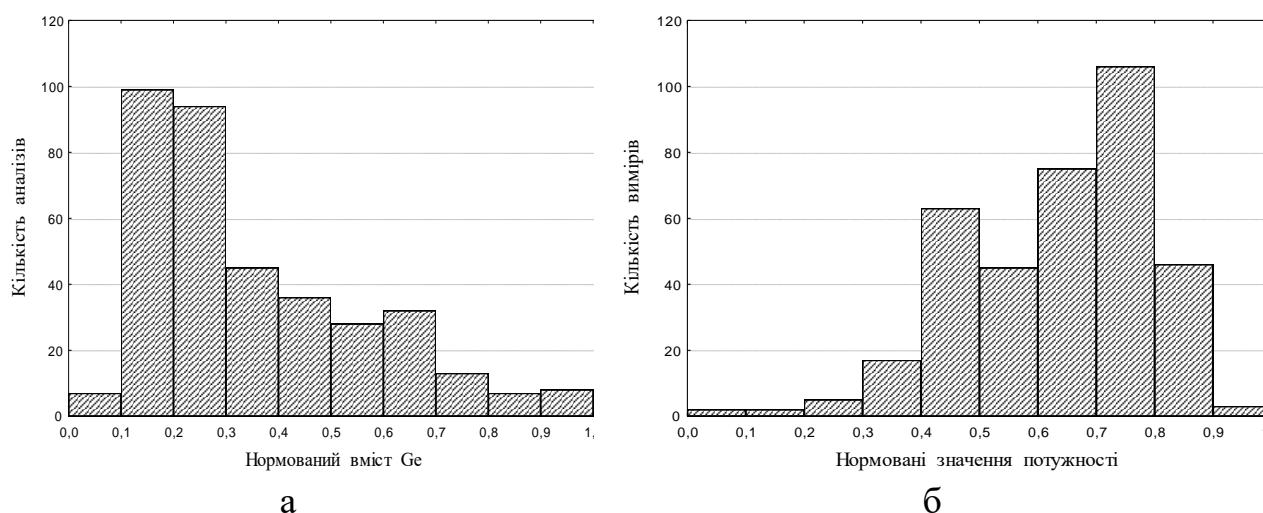 120
100
80
60
40
20
0
Кількість аналізів
0,0 0,1 0,2 0,3 0,4 0,5 0,6 0,7 0,8 0,9 1,
Нормований вміст Ge
а
120
100
80
60
40
20
0
Кількість вимірів
0,0 0,1 0,2 0,3 0,4 0,5 0,6 0,7 0,8 0,9
Нормовані значення потужності
б